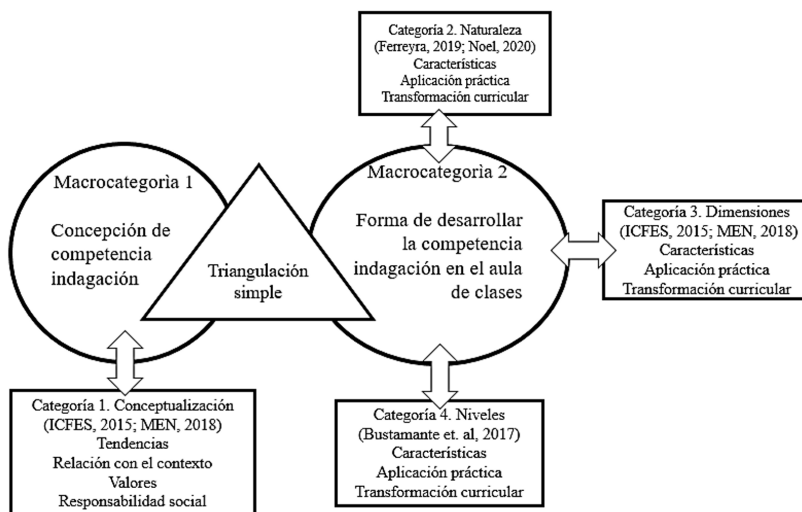 Categoría 2. Naturaleza
(Ferreyra, 2019; Noel, 2020)
Características
Aplicación práctica
Transformación curricular
Macrocategorìa 1
Concepción de
competencia
indagación
Triangulación
simple
Macrocategorìa 2
Forma de desarrollar
la competencia
indagación en el aula
de clases
Categoría 3. Dimensiones
(ICFES, 2015; MEN, 2018)
Características
Aplicación práctica
Transformación curricular
Categoría 1. Conceptualización
(ICFES, 2015; MEN, 2018)
Tendencias
Relación con el contexto
Valores
Responsabilidad social
Categoría 4. Niveles
(Bustamante et. al, 2017)
Características
Aplicación práctica
Transformación curricular